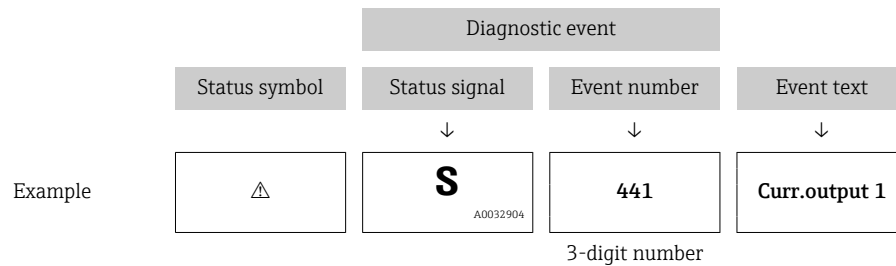 Diagnostic event
Status symbol Status signal Event number Event text
↓ ↓ ↓
Example ⚠ S 441 Curr.output 1
A0032904
3-digit number